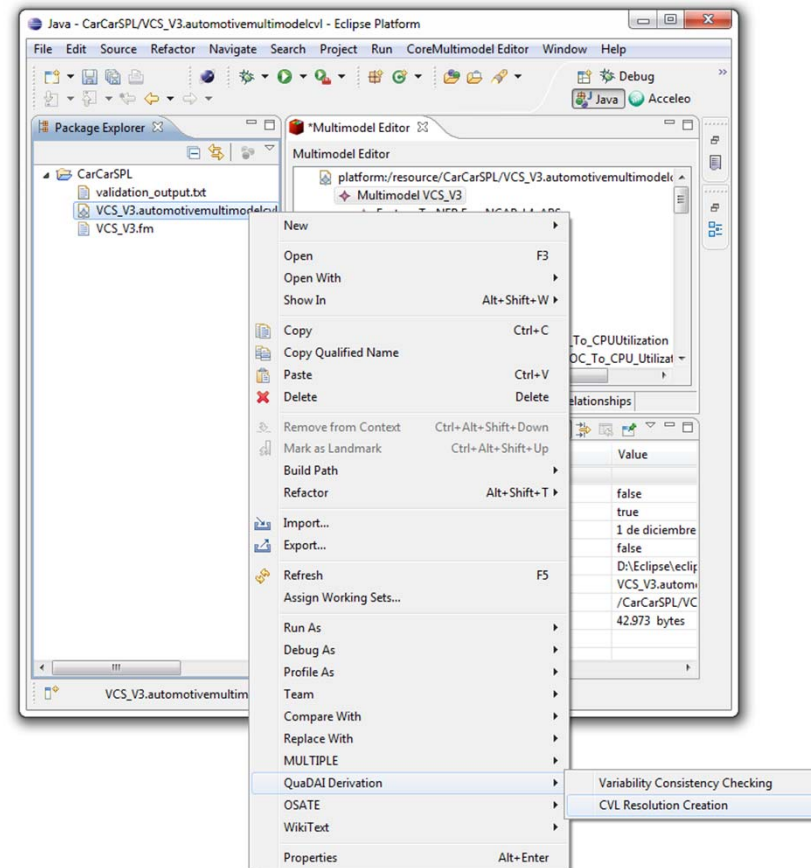 Java - CarCarSPL/VCS_V3.automotivemultimodelcvl - Eclipse Platform
File Edit Source Refactor Navigate Search Project Run CoreMultimodel Editor Window Help
Debug
Java Acceleo
Package Explorer
*Multimodel Editor
Multimodel Editor
CarCarSPL
validation_output.txt
VCS_V3.automotivemultimodelcvl
VCS_V3.fm
platform:/resource/CarCarSPL/VCS_V3.automotivemultimodelc
Multimodel VCS_V3
_To_CPUUtilization
OC_To_CPU_Utilizat
elationships
Value
false
true
1 de diciembre
false
D:\Eclipse\eclip
VCS_V3.autom
/CarCarSPL/VC
42.973 bytes
VCS_V3.automotivemultim
New
Open F3
Open With
Show In Alt+Shift+W
Copy Ctrl+C
Copy Qualified Name
Paste Ctrl+V
Delete Delete
Remove from Context Ctrl+Alt+Shift+Down
Mark as Landmark Ctrl+Alt+Shift+Up
Build Path
Refactor Alt+Shift+T
Import...
Export...
Refresh F5
Assign Working Sets...
Run As
Debug As
Profile As
Team
Compare With
Replace With
MULTIPLE
QuaDAI Derivation
Variability Consistency Checking
CVL Resolution Creation
OSATE
WikiText
Properties Alt+Enter